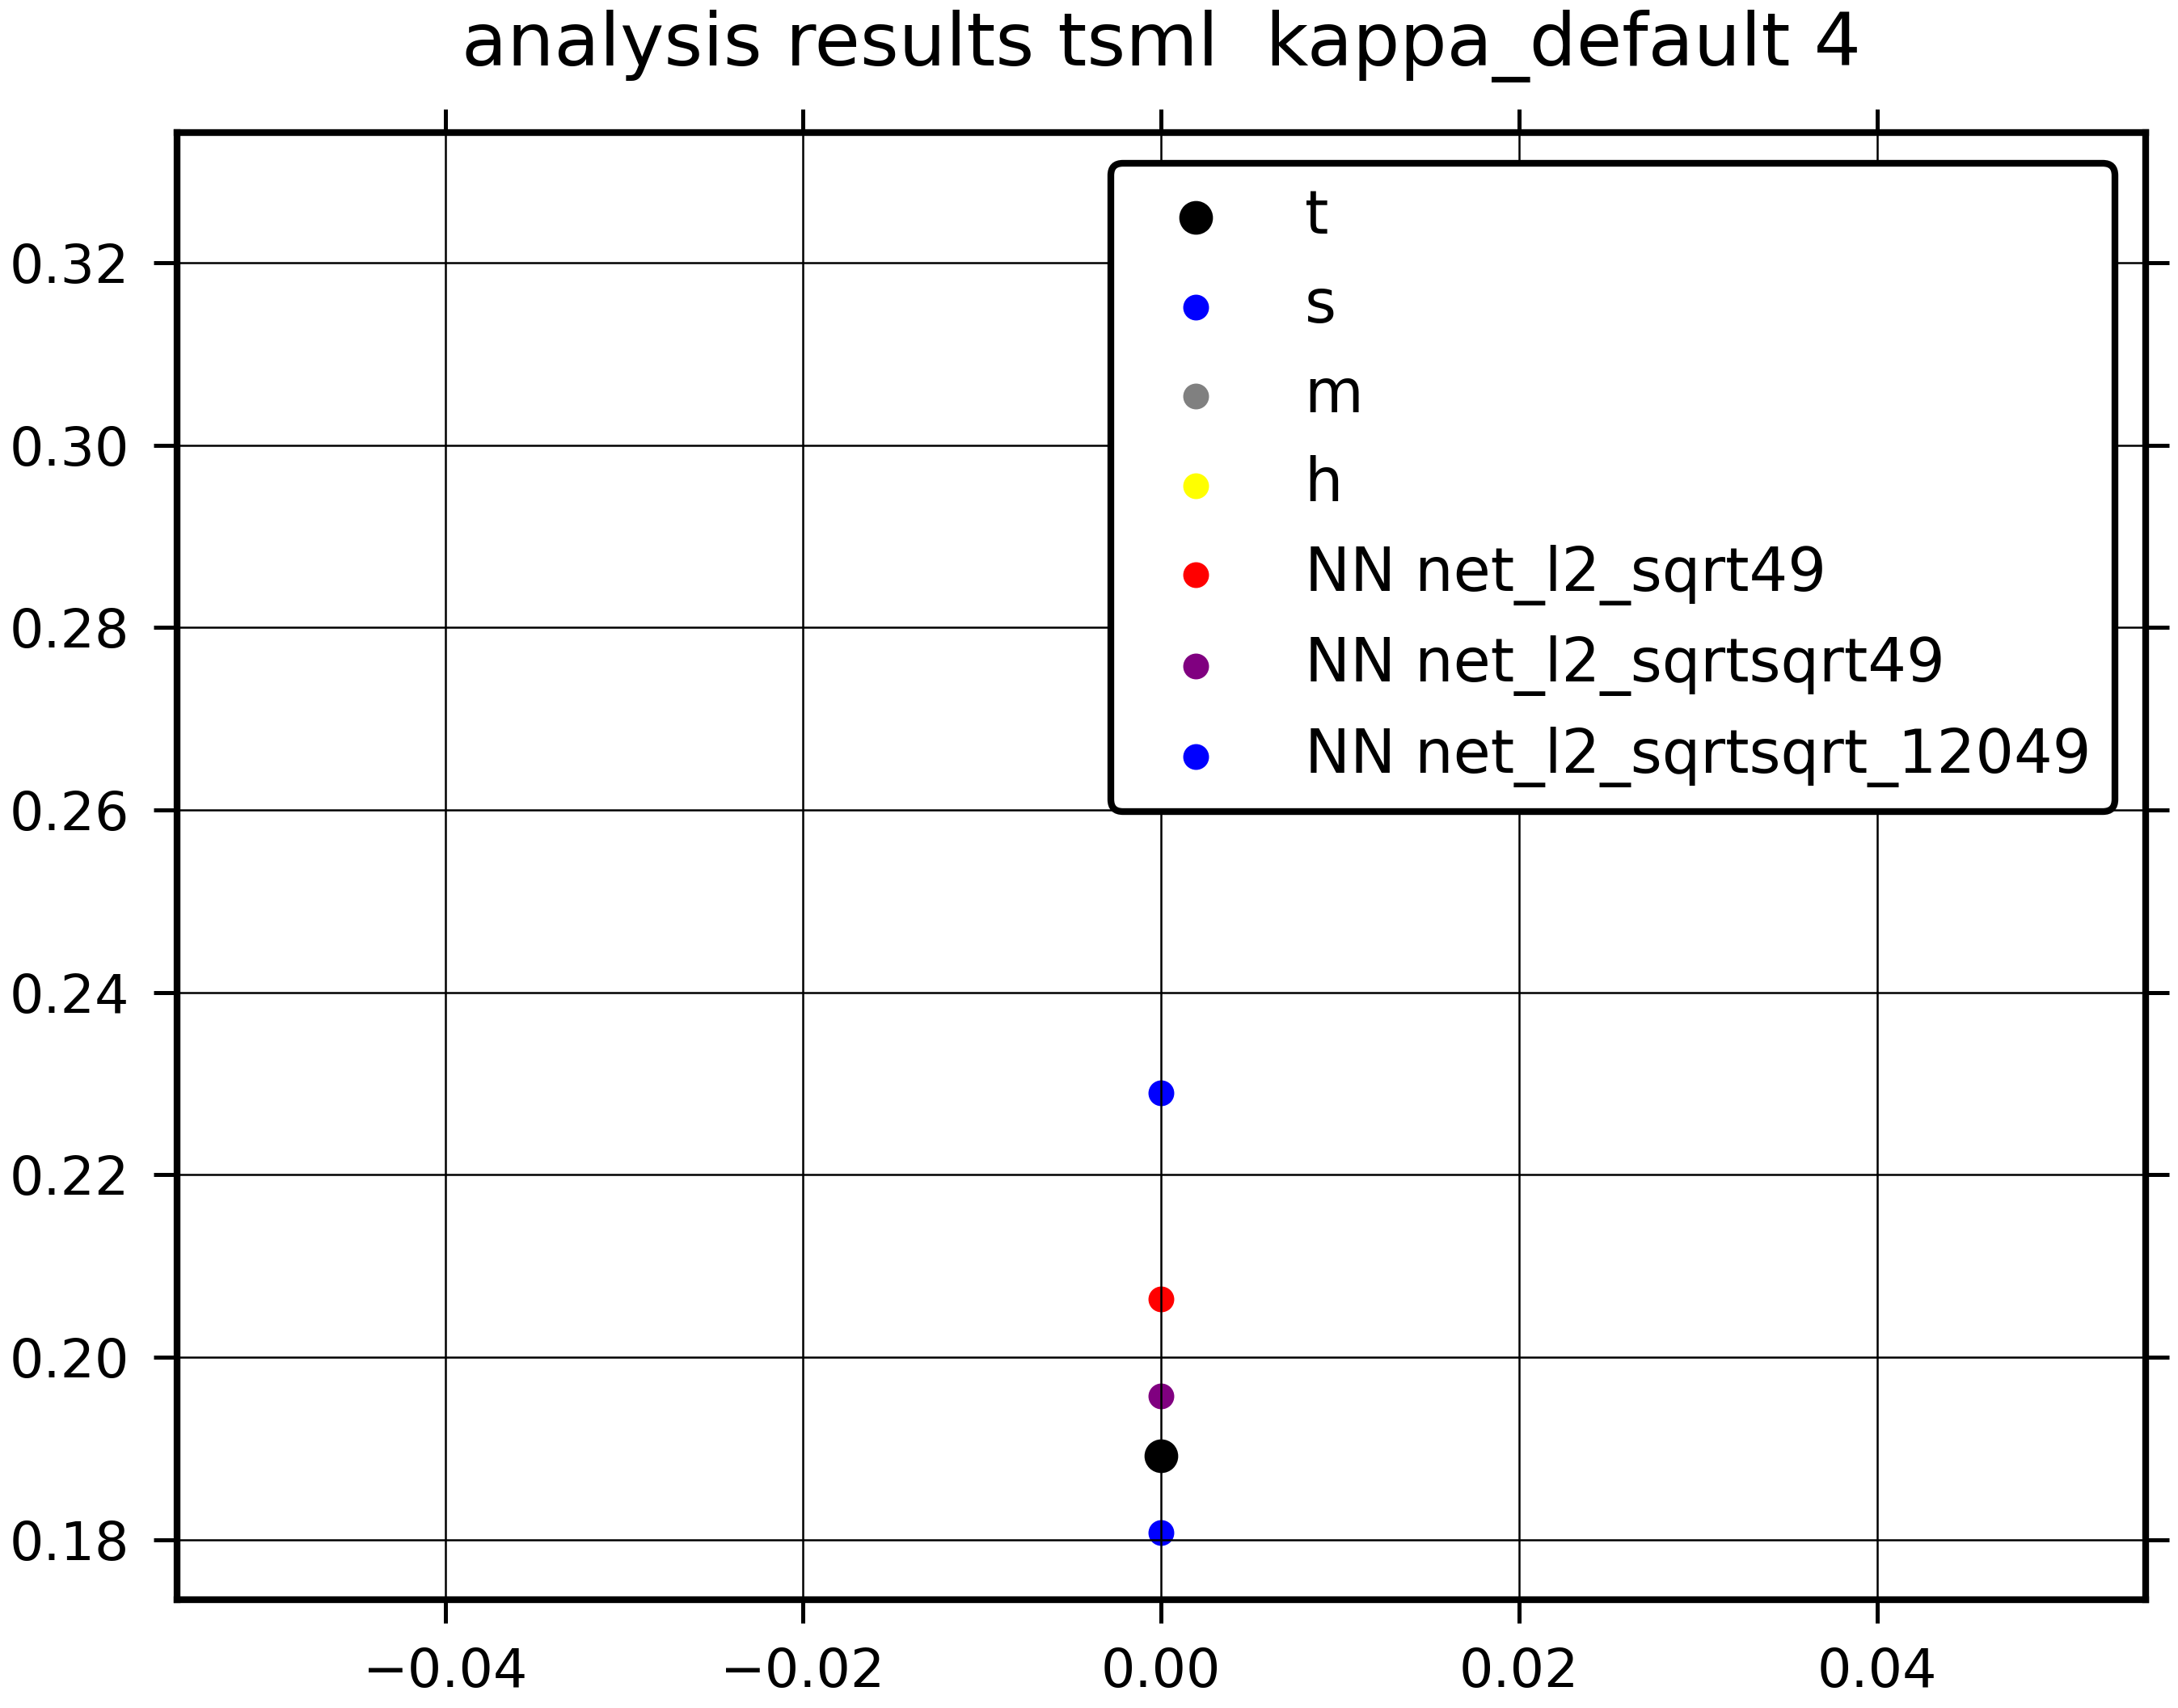 analysis results tsml  kappa_default 4
0.32
0.30
0.28
0.26
0.24
0.22
0.20
0.18
t
s
m
h
NN net_l2_sqrt49
NN net_l2_sqrtsqrt49
NN net_l2_sqrtsqrt_12049
−0.04
−0.02
0.00
0.02
0.04